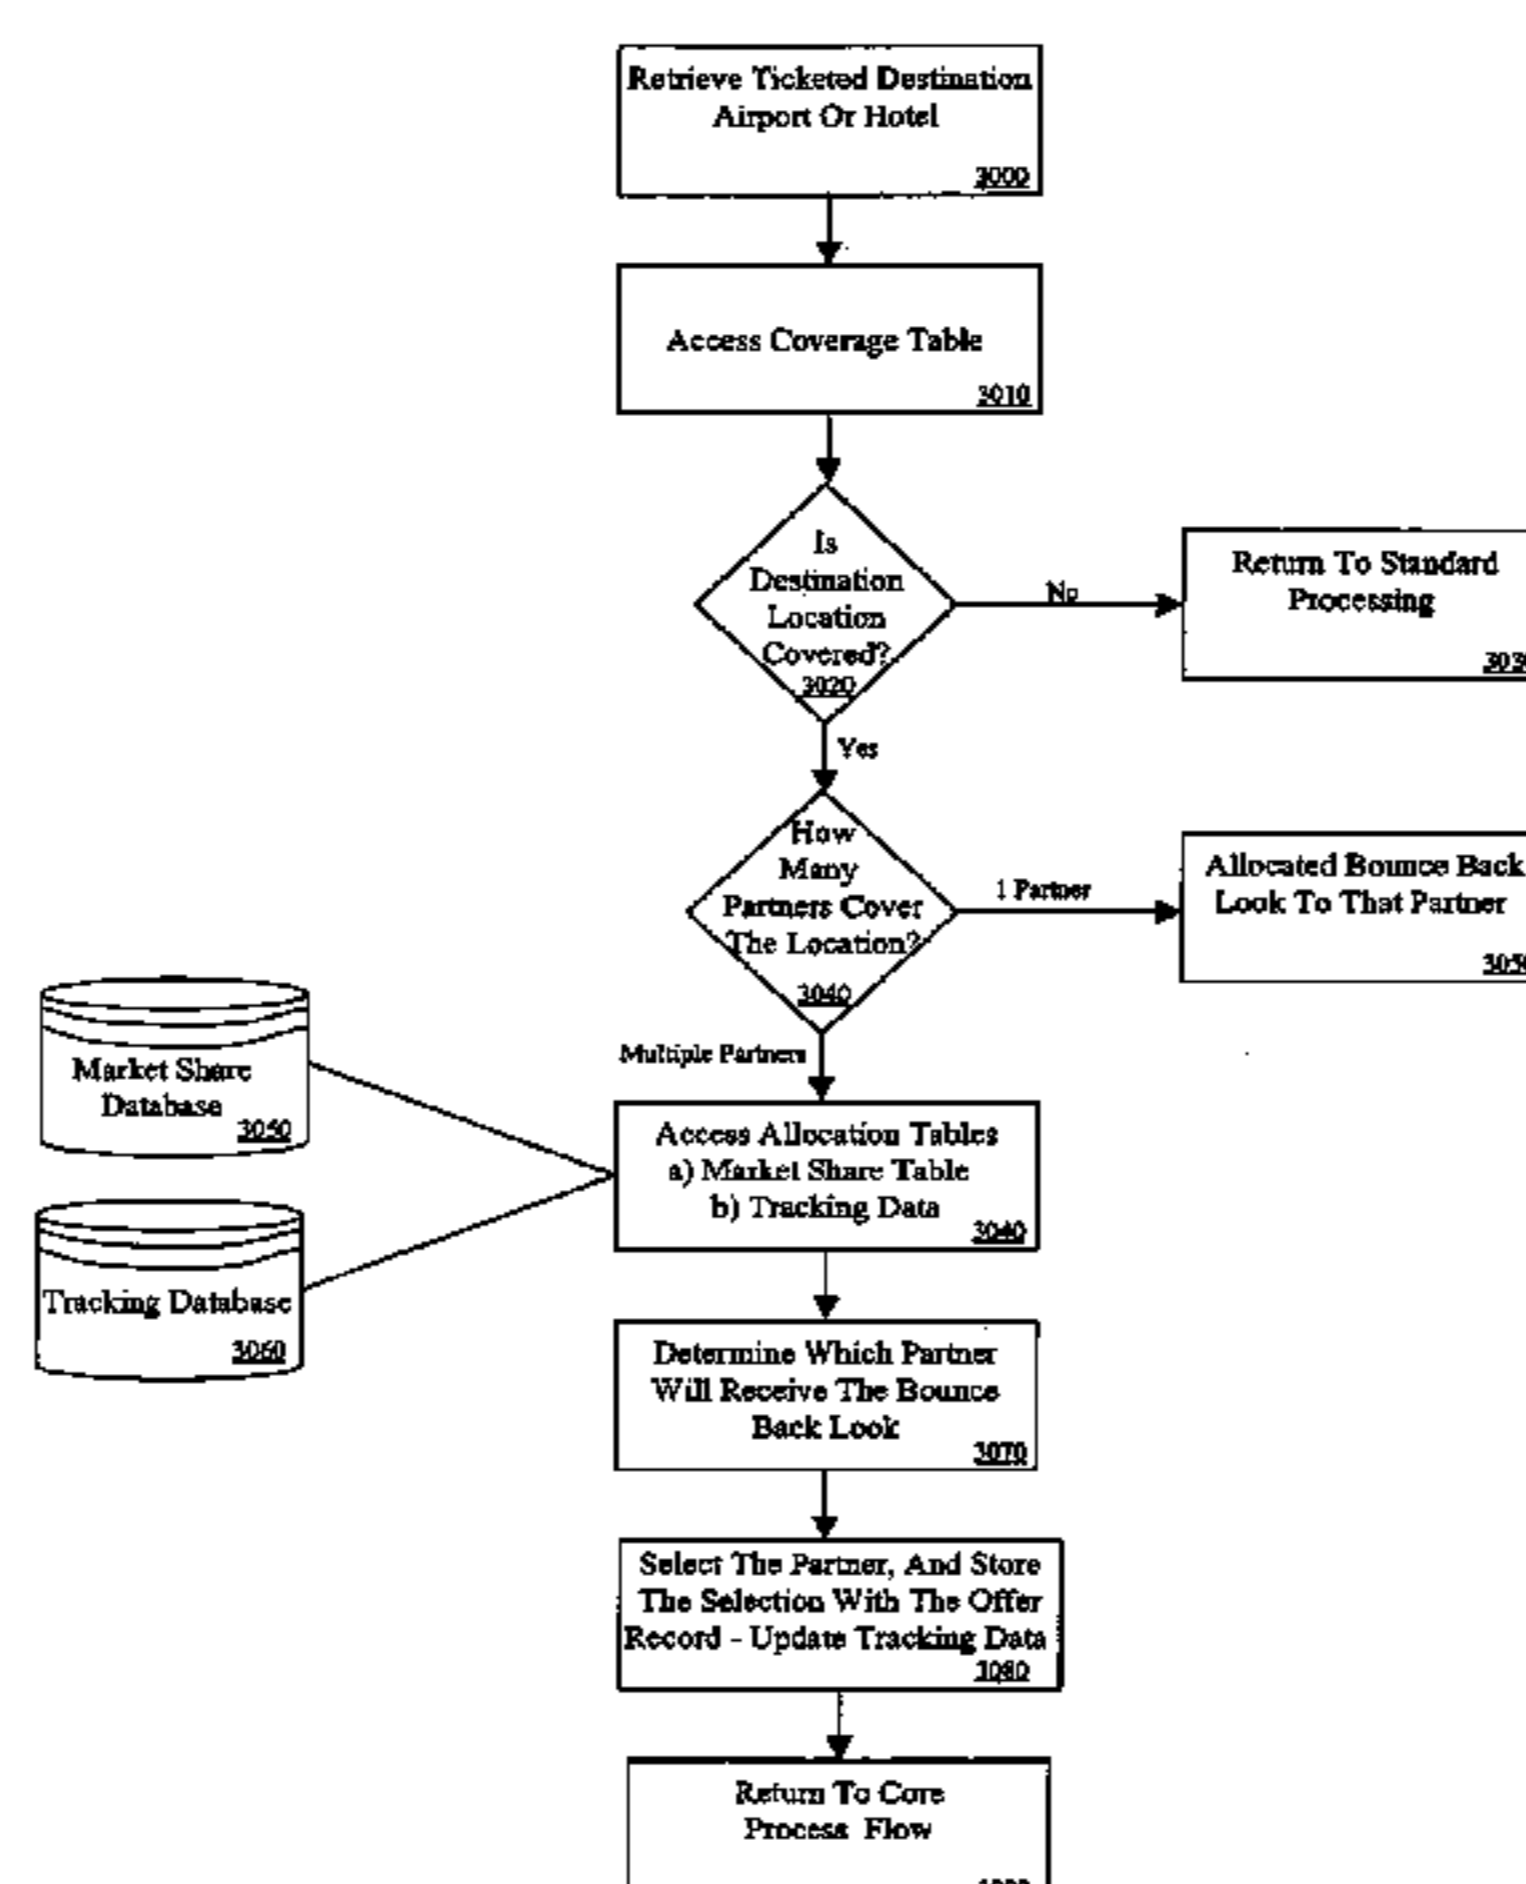 Retrieve Ticketed Destination
Airport Or Hotel
3000
Access Coverage Table
3010
Is
Destination
Location
Covered?
3020
No
Return To Standard
Processing
Yes
How
Many
Partners Cover
The Location?
3040
1 Partner
Allocated Bounce Back
Look To That Partner
Multiple Partners
Market Share
Database
3050
Access Allocation Tables
a) Market Share Table
b) Tracking Data
3040
Tracking Database
3060
Determine Which Partner
Will Receive The Bounce
Back Look
3070
Select The Partner, And Store
The Selection With The Offer
Record - Update Tracking Data
3080
Return To Core
Process Flow